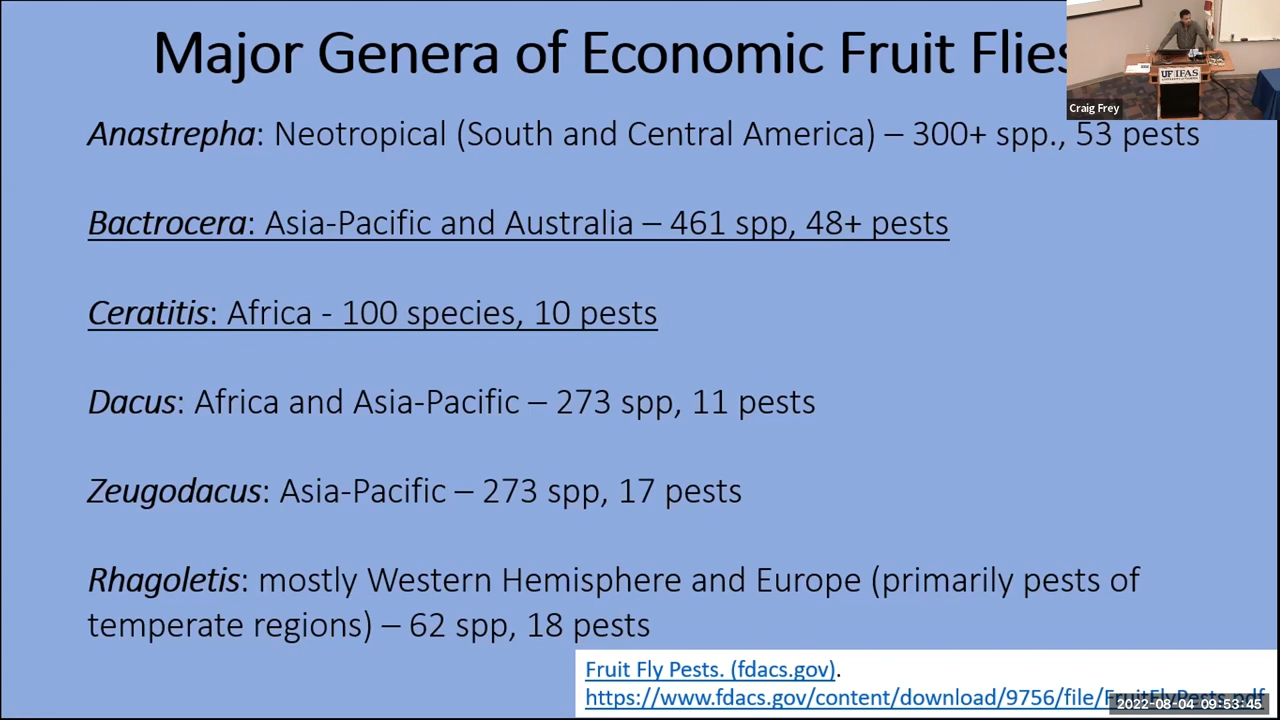 Major Genera of Economic Fruit Flies
Craig Frey
UF IFAS
Anastrepha: Neotropical (South and Central America) – 300+ spp., 53 pests
Bactrocera: Asia-Pacific and Australia – 461 spp, 48+ pests
Ceratitis: Africa - 100 species, 10 pests
Dacus: Africa and Asia-Pacific – 273 spp, 11 pests
Zeugodacus: Asia-Pacific – 273 spp, 17 pests
Rhagoletis: mostly Western Hemisphere and Europe (primarily pests of
temperate regions) – 62 spp, 18 pests
Fruit Fly Pests. (fdacs.gov).
https://www.fdacs.gov/content/download/9756/file/FruitFlyPests.pdf
2022-08-04 09:53:45